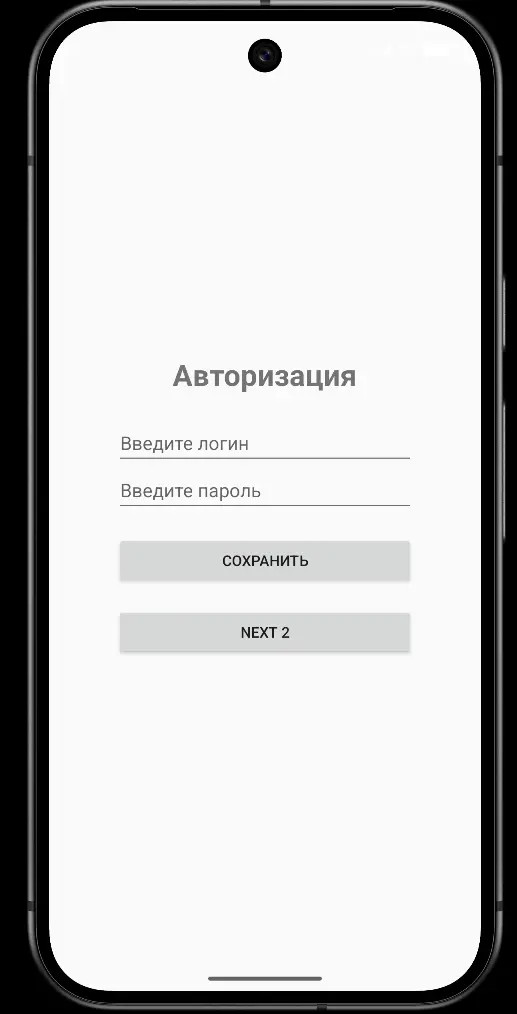 Авторизация
Введите логин
Введите пароль
СОХРАНИТЬ
NEXT 2